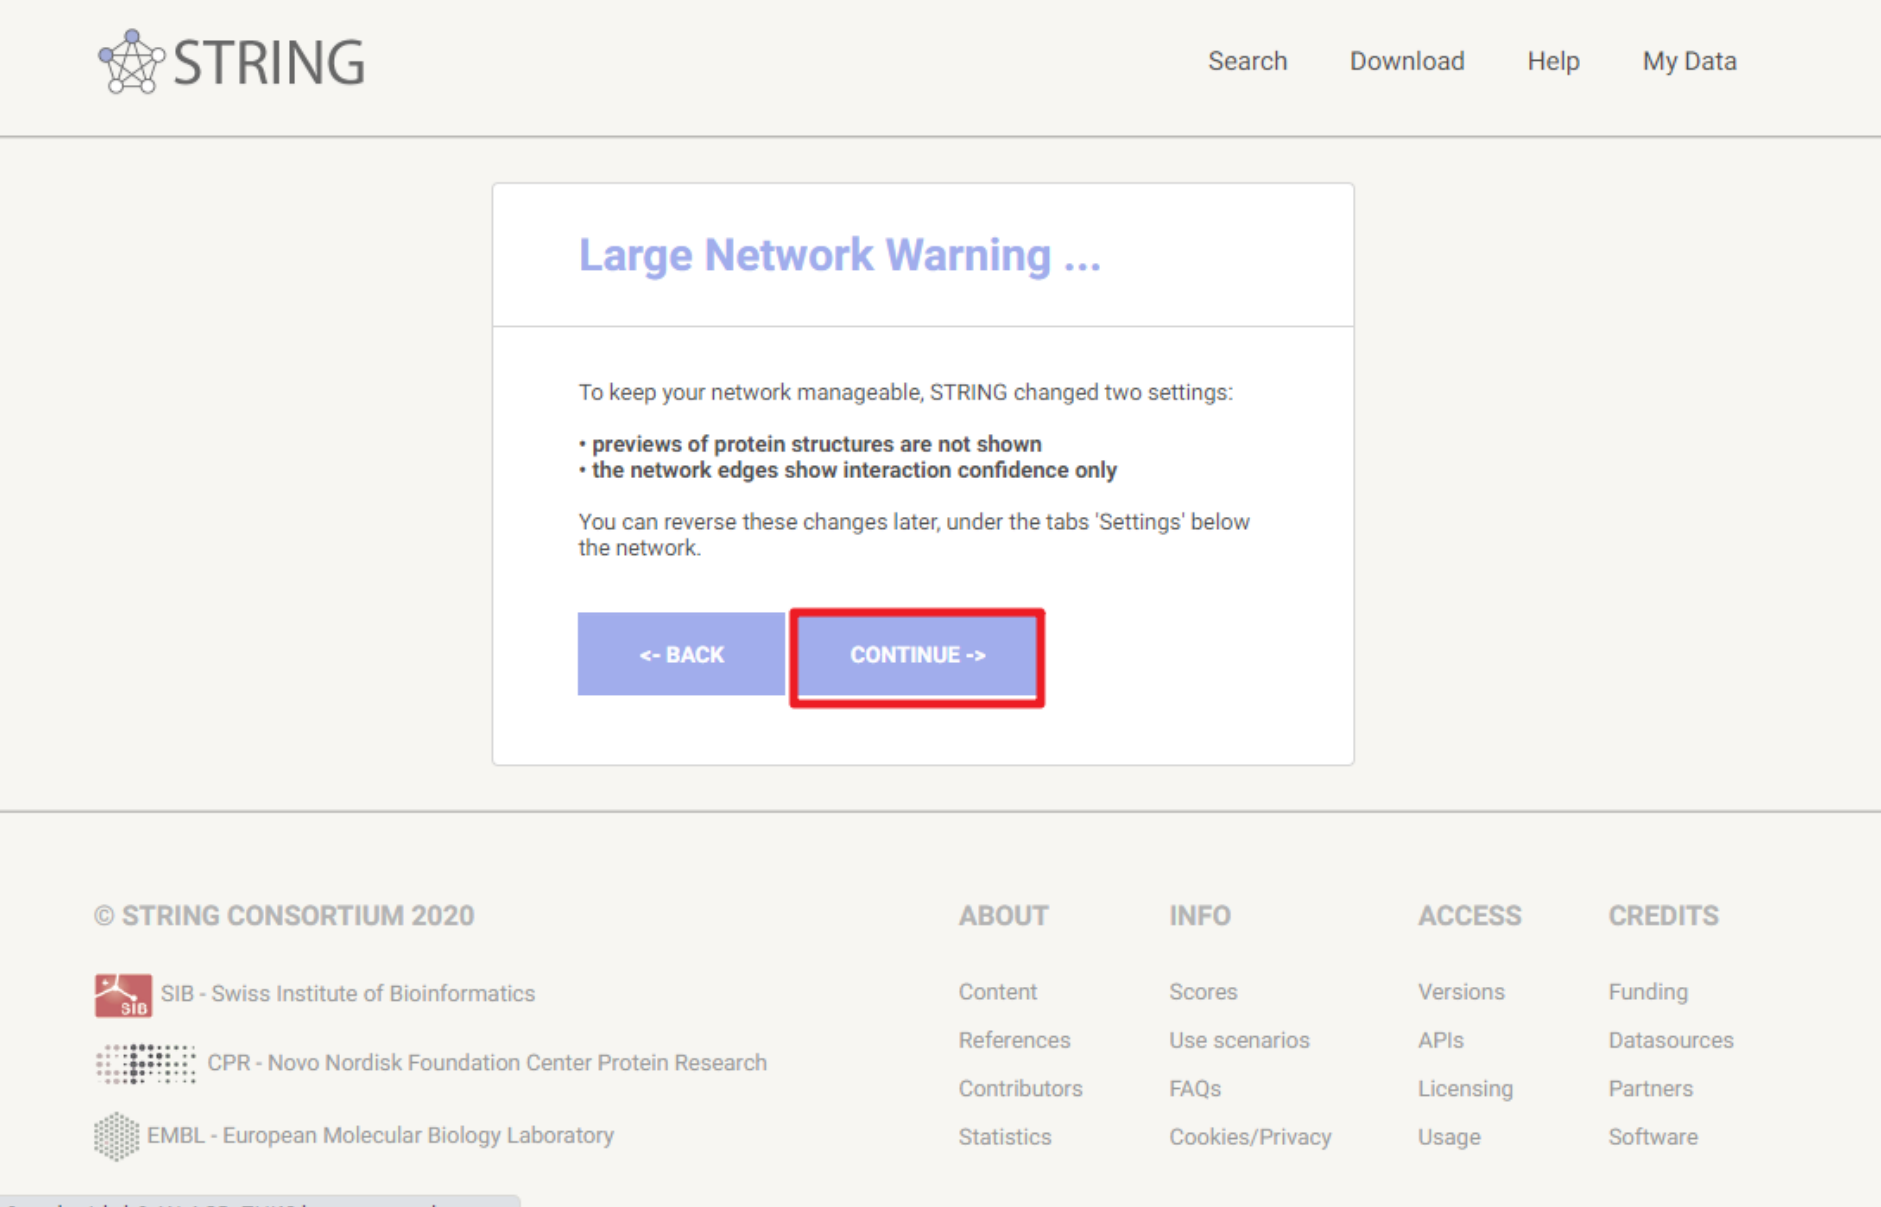 STRING
Search Download Help My Data
Large Network Warning ...
To keep your network manageable, STRING changed two settings:
• previews of protein structures are not shown
• the network edges show interaction confidence only
You can reverse these changes later, under the tabs 'Settings' below
the network.
<- BACK CONTINUE ->
© STRING CONSORTIUM 2020
SIB
SIB - Swiss Institute of Bioinformatics
CPR - Novo Nordisk Foundation Center Protein Research
EMBL - European Molecular Biology Laboratory
ABOUT
Content
References
Contributors
Statistics
INFO
Scores
Use scenarios
FAQs
Cookies/Privacy
ACCESS
Versions
APIs
Licensing
Usage
CREDITS
Funding
Datasources
Partners
Software